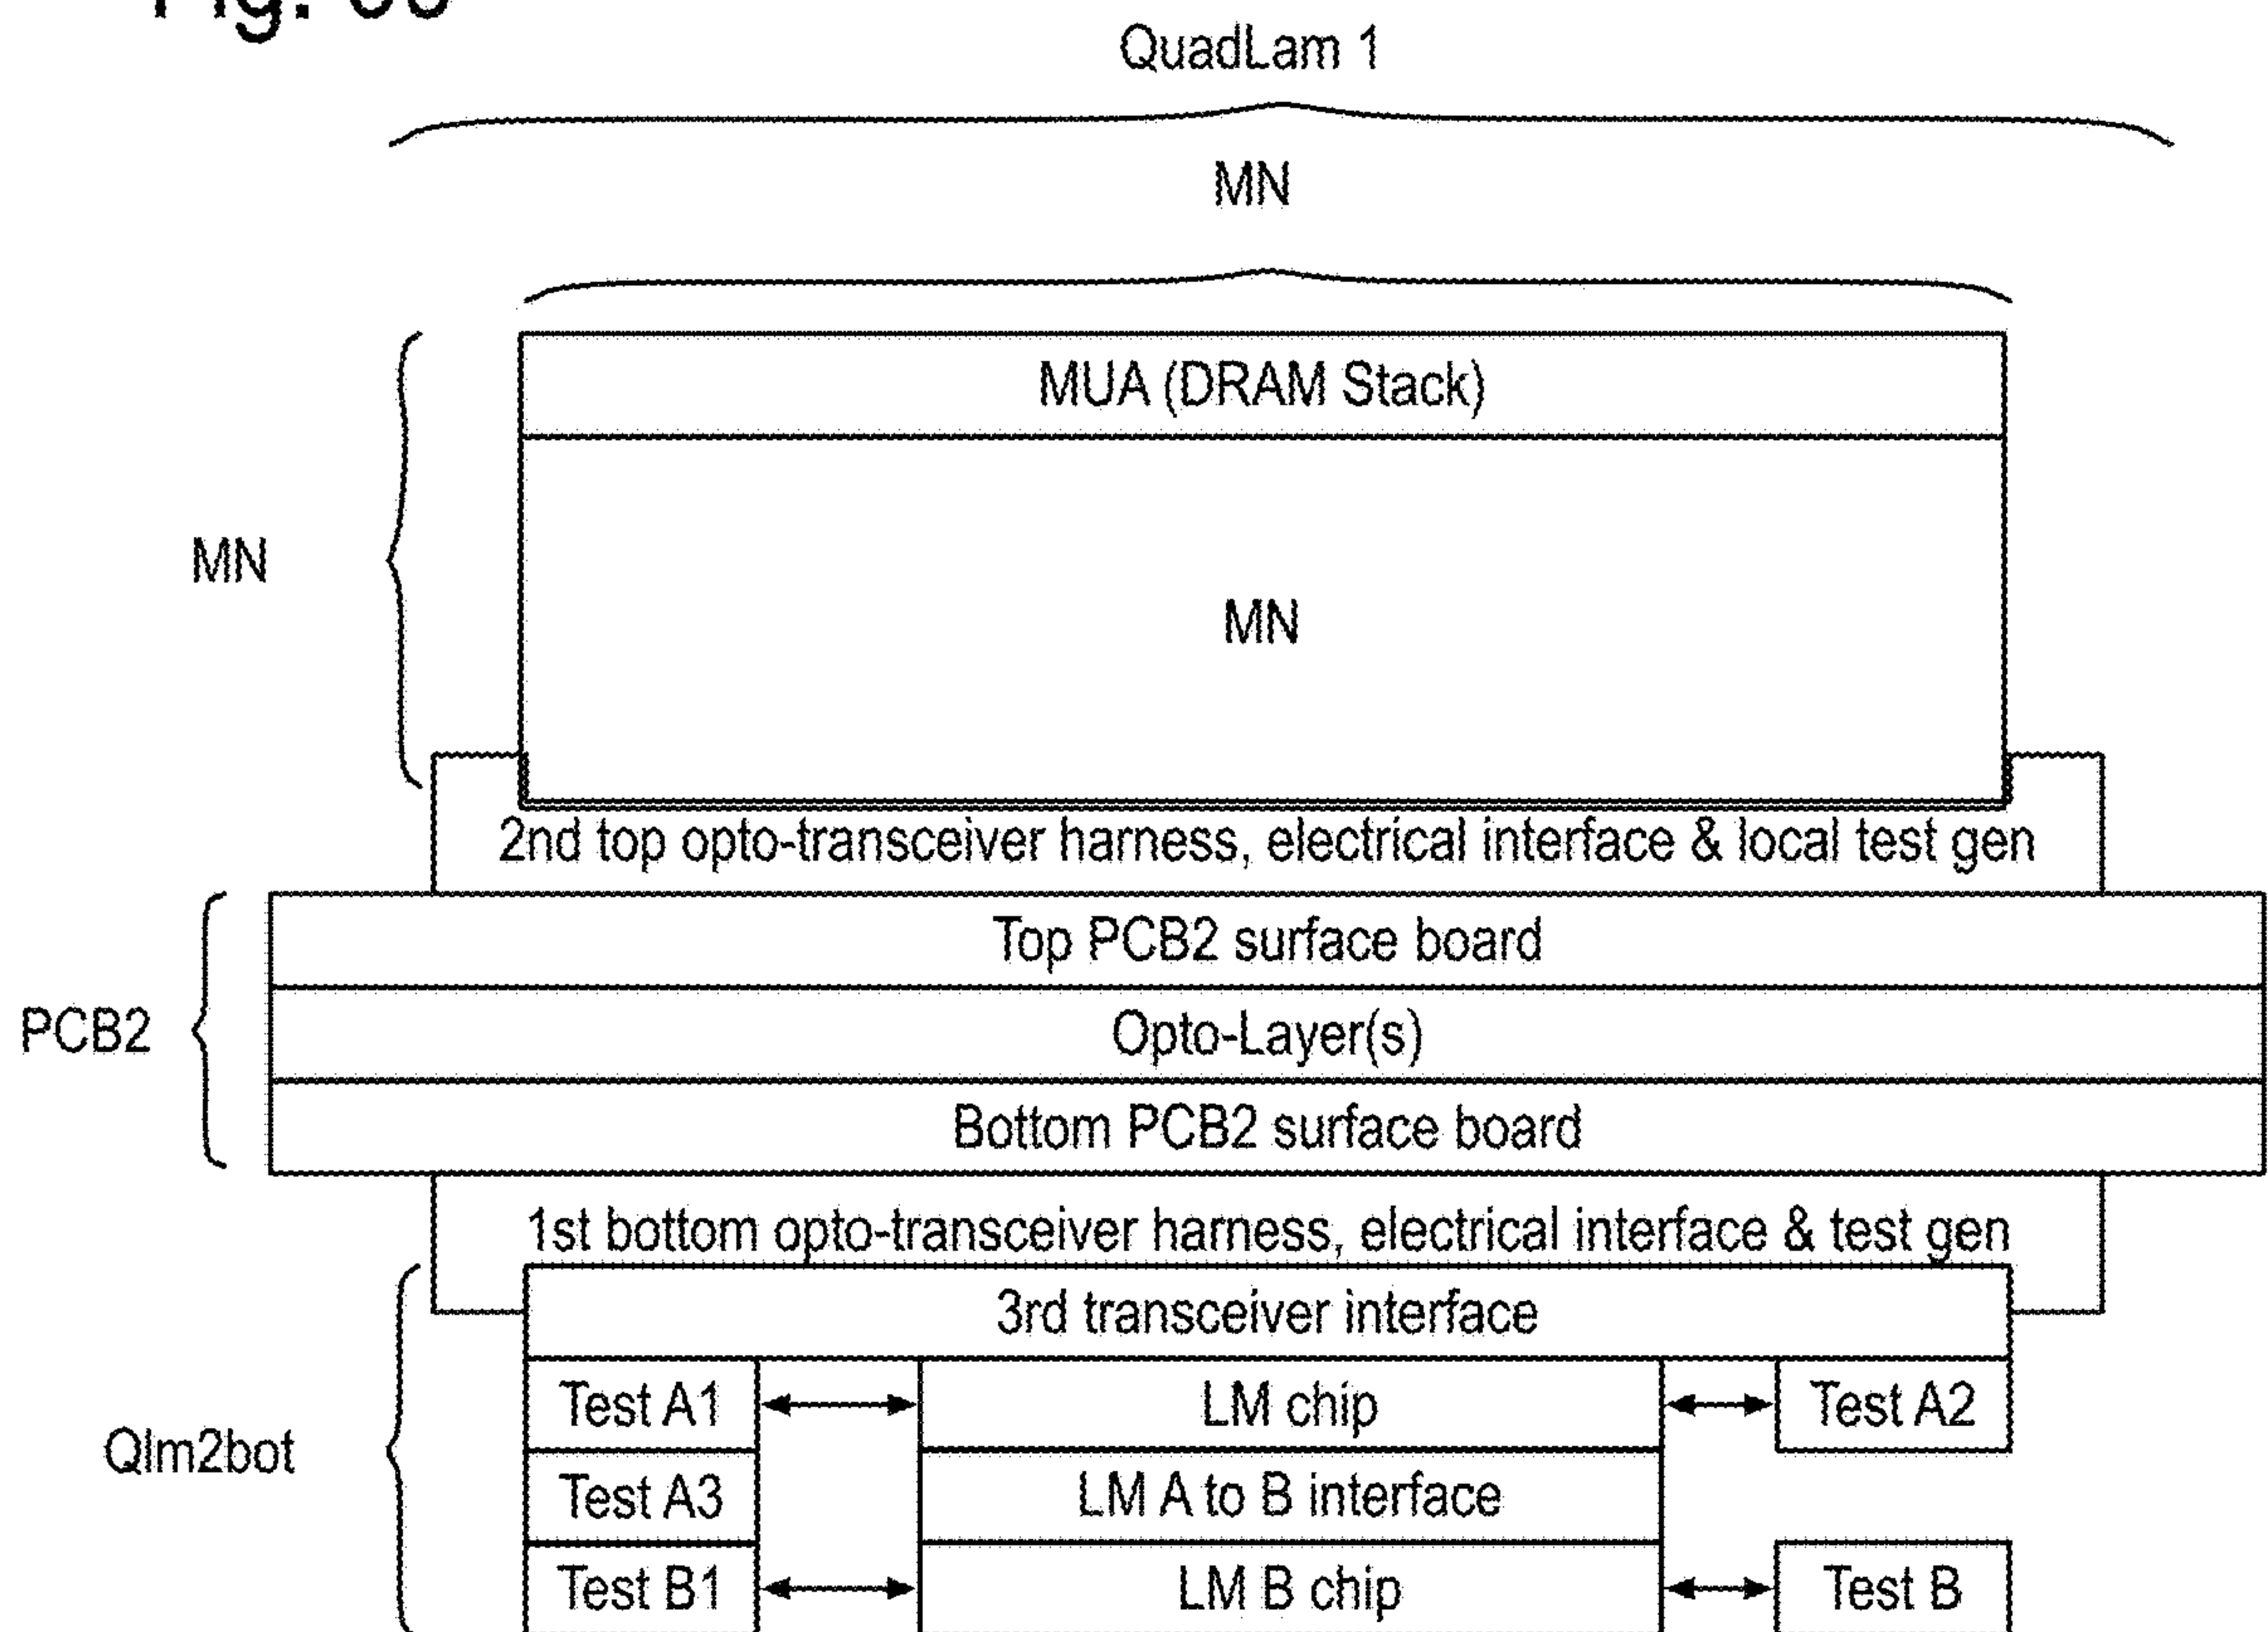 QuadLam 1
MN
MUA (DRAM Stack)
MN
MN
2nd top opto-transceiver harness, electrical interface & local test gen
Top PCB2 surface board
PCB2
Opto-Layer(s)
Bottom PCB2 surface board
1st bottom opto-transceiver harness, electrical interface & test gen
3rd transceiver interface
Test A1
LM chip
Test A2
Qlm2bot
Test A3
LM A to B interface
Test B1
LM B chip
Test B